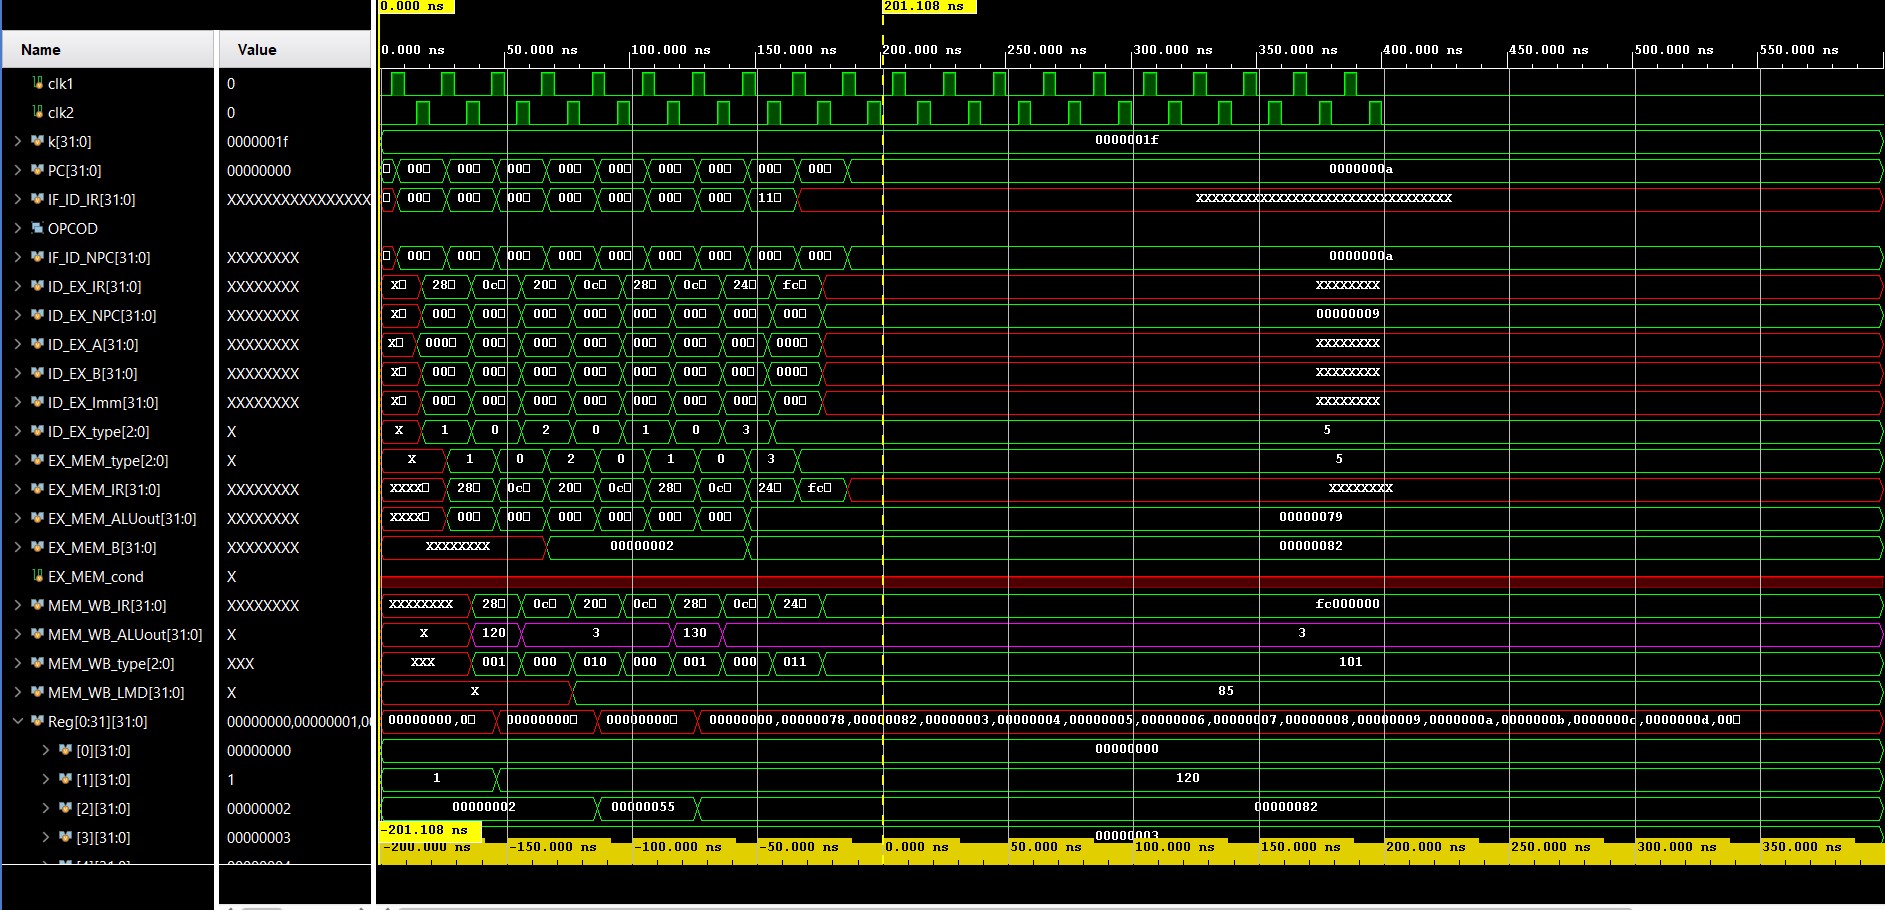 0.000 ns 201.108 ns
Name Value 0.000 ns 50.000 ns 100.000 ns 150.000 ns 200.000 ns 250.000 ns 300.000 ns 350.000 ns 400.000 ns 450.000 ns 500.000 ns 550.000 ns
clk1 0
clk2 0
k[31:0] 0000001f 0000001f
PC[31:0] 00000000 00 00 00 00 00 00 00 00 00 0000000a
IF_ID_IR[31:0] XXXXXXXXXXXXXXXX 00 00 00 00 00 00 00 11 XXXXXXXXXXXXXXXXXXXXXXXXXXXXXXXX
OPCOD
IF_ID_NPC[31:0] XXXXXXXX 00 00 00 00 00 00 00 00 00 0000000a
ID_EX_IR[31:0] XXXXXXXX X 28 0c 20 0c 28 0c 24 fc XXXXXXXX
ID_EX_NPC[31:0] XXXXXXXX X 00 00 00 00 00 00 00 00 00000009
ID_EX_A[31:0] XXXXXXXX X 000 00 00 00 00 00 00 000 XXXXXXXX
ID_EX_B[31:0] XXXXXXXX X 00 00 00 00 00 00 00 000 XXXXXXXX
ID_EX_Imm[31:0] XXXXXXXX X 00 00 00 00 00 00 00 00 XXXXXXXX
ID_EX_type[2:0] X X 1 0 2 0 1 0 3 5
EX_MEM_type[2:0] X X 1 0 2 0 1 0 3 5
EX_MEM_IR[31:0] XXXXXXXX XXXX 28 0c 20 0c 28 0c 24 fc XXXXXXXX
EX_MEM_ALUout[31:0] XXXXXXXX XXXX 00 00 00 00 00 00 00000079
EX_MEM_B[31:0] XXXXXXXX XXXXXXXX 00000002 00000082
EX_MEM_cond X
MEM_WB_IR[31:0] XXXXXXXX XXXXXXXX 28 0c 20 0c 28 0c 24 fc000000
MEM_WB_ALUout[31:0] X X 120 3 130 3
MEM_WB_type[2:0] XXX XXX 001 000 010 000 001 000 011 101
MEM_WB_LMD[31:0] X X 85
Reg[0:31][31:0] 00000000,00000001,0 00000000,0 00000000 00000000 00000000,00000078,00000082,00000003,00000004,00000005,00000006,00000007,00000008,00000009,0000000a,0000000b,0000000c,0000000d,00
[0][31:0] 00000000 00000000
[1][31:0] 1 1 120
[2][31:0] 00000002 00000002 00000055 00000082
[3][31:0] 00000003 00000003
-201.108 ns
-200.000 ns -150.000 ns -100.000 ns -50.000 ns 0.000 ns 50.000 ns 100.000 ns 150.000 ns 200.000 ns 250.000 ns 300.000 ns 350.000 ns